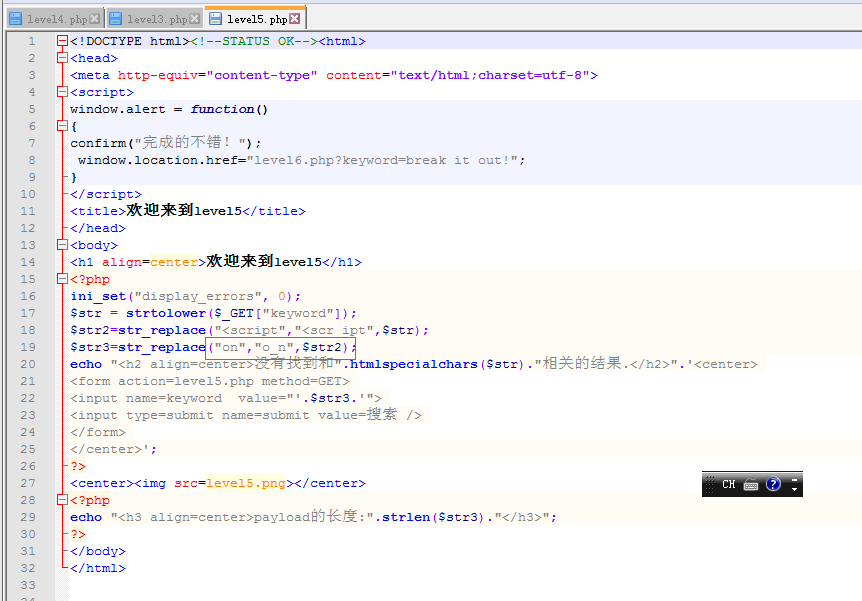 level4.php level3.php level5.php
1 <!DOCTYPE html><!--STATUS OK--><html>
2 <head>
3 <meta http-equiv="content-type" content="text/html;charset=utf-8">
4 <script>
5 window.alert = function()
6 {
7 confirm("完成的不错！");
8 window.location.href="level6.php?keyword=break it out!";
9 }
10 </script>
11 <title>欢迎来到level5</title>
12 </head>
13 <body>
14 <h1 align=center>欢迎来到level5</h1>
15 <?php
16 ini_set("display_errors", 0);
17 $str = strtolower($_GET["keyword"]);
18 $str2=str_replace("<script","<scr_ipt",$str);
19 $str3=str_replace("on","o_n",$str2);
20 echo "<h2 align=center>没有找到和".htmlspecialchars($str)."相关的结果.</h2>".'<center>
21 <form action=level5.php method=GET>
22 <input name=keyword  value="'.$str3.'">
23 <input type=submit name=submit value=搜索 />
24 </form>
25 </center>';
26 ?>
27 <center><img src=level5.png></center>
28 <?php
29 echo "<h3 align=center>payload的长度:".strlen($str3)."</h3>";
30 ?>
31 </body>
32 </html>
33
34
CH ?